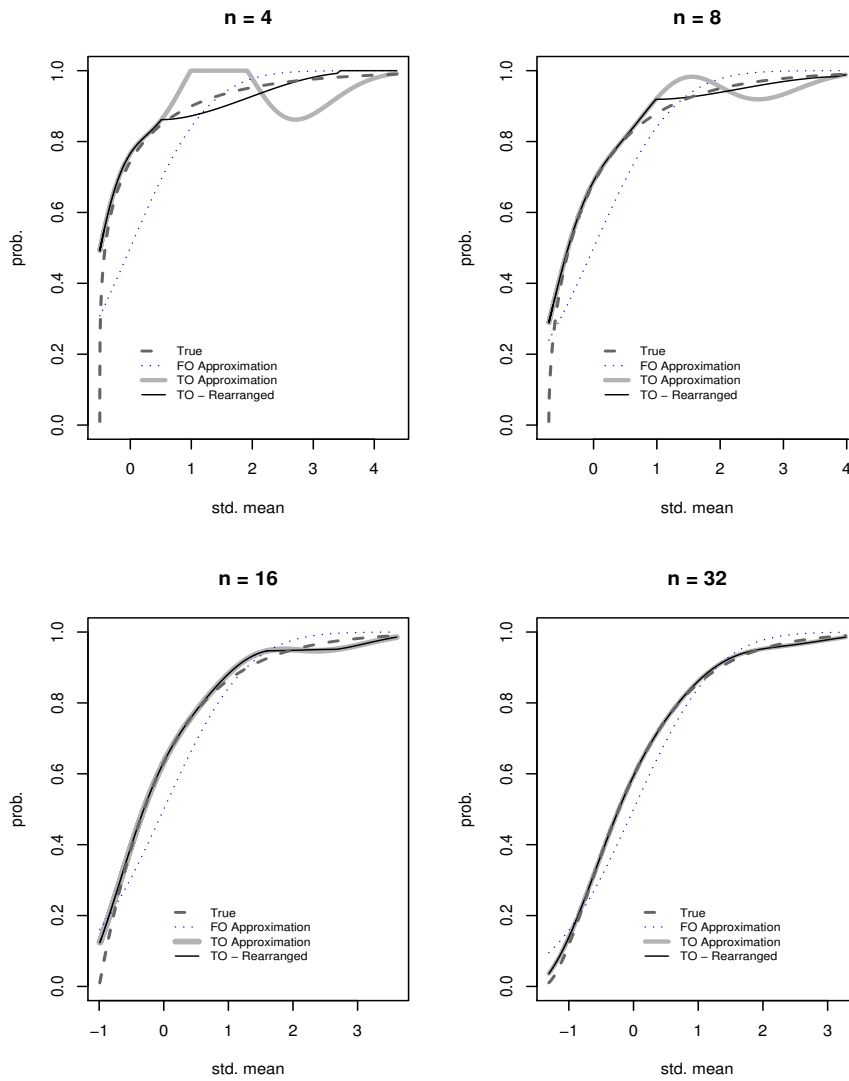 n = 4
prob.
1.0
0.8
0.6
0.4
0.2
0.0
True
FO Approximation
TO Approximation
TO − Rearranged
0 1 2 3 4
std. mean
n = 8
prob.
1.0
0.8
0.6
0.4
0.2
0.0
True
FO Approximation
TO Approximation
TO − Rearranged
0 1 2 3 4
std. mean
n = 16
prob.
1.0
0.8
0.6
0.4
0.2
0.0
True
FO Approximation
TO Approximation
TO − Rearranged
−1 0 1 2 3
std. mean
n = 32
prob.
1.0
0.8
0.6
0.4
0.2
0.0
True
FO Approximation
TO Approximation
TO − Rearranged
−1 0 1 2 3
std. mean